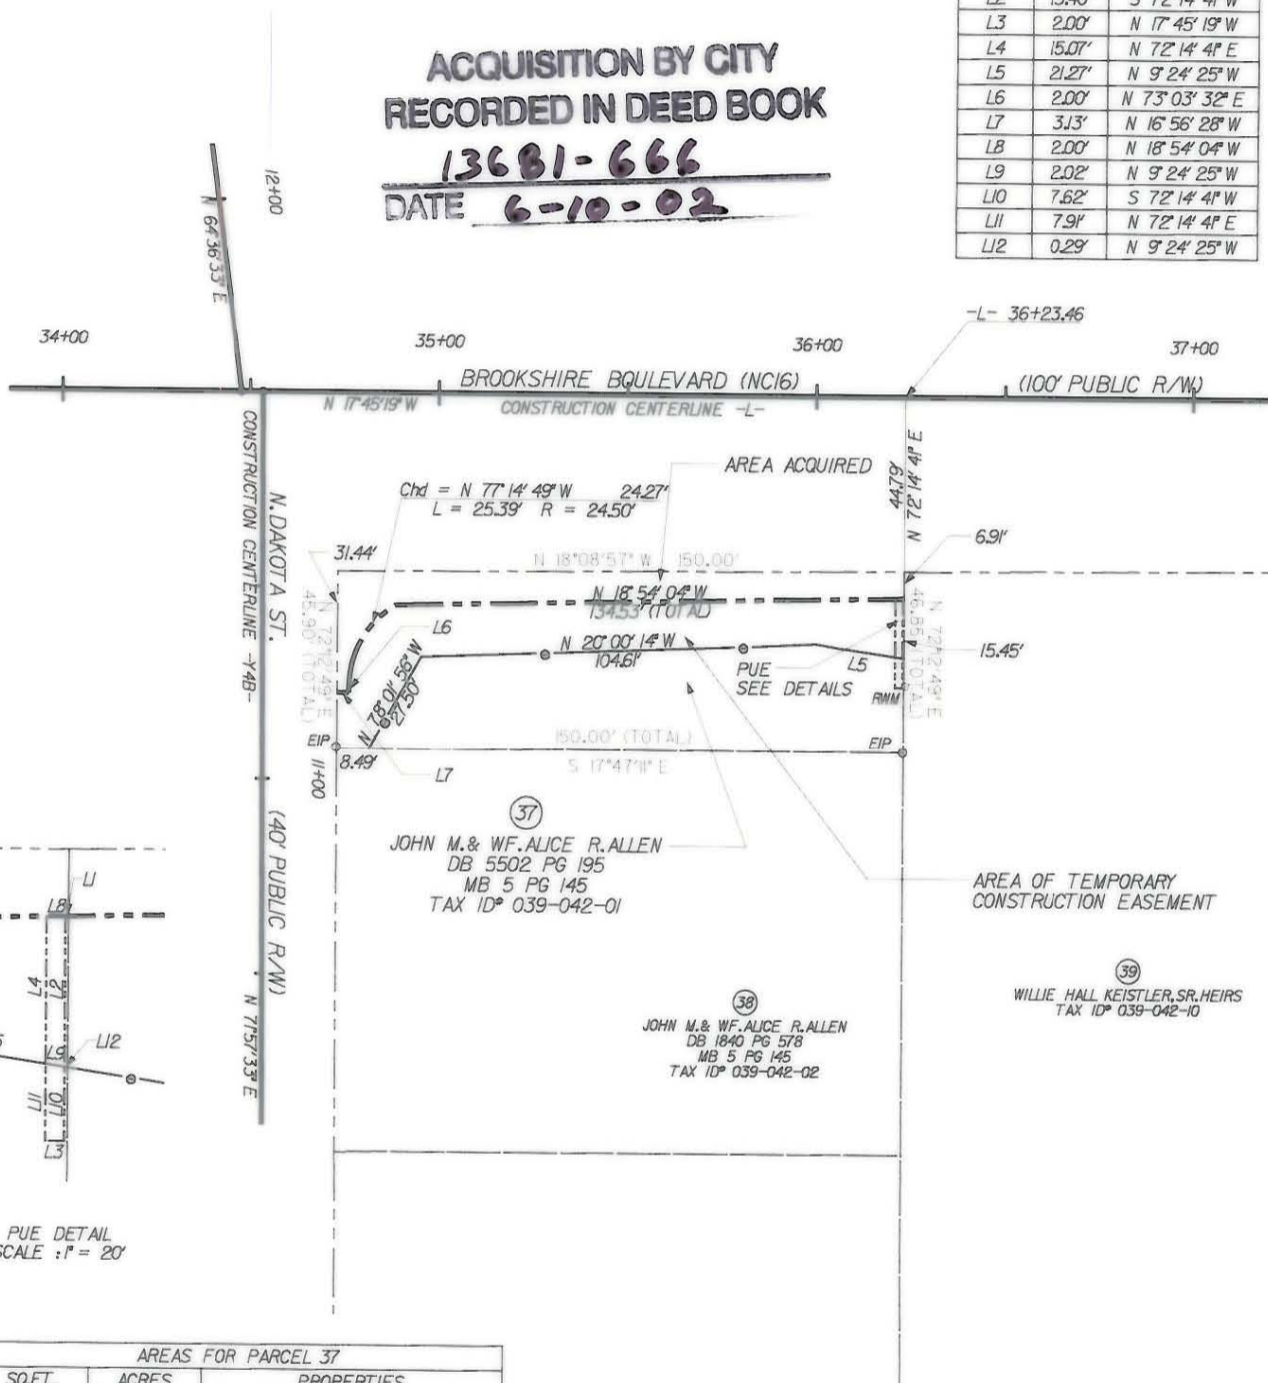 ACQUISITION BY CITY
RECORDED IN DEED BOOK
13681-666
DATE 6-10-02
L3 2.00' N 17°45'19" W
L4 15.07' N 72°14'41" E
L5 21.27' N 9°24'25" W
L6 2.00' N 73°03'32" E
L7 3.13' N 16°56'28" W
L8 2.00' N 18°54'04" W
L9 2.02' N 9°24'25" W
L10 7.62' S 72°14'41" W
L11 7.91' N 72°14'41" E
L12 0.29' N 9°24'25" W
12+00
N 64°36'33" E
-L- 36+23.46
34+00
35+00
36+00
37+00
BROOKSHIRE BOULEVARD (NC16)
(100' PUBLIC R/W)
N 17°45'19" W
CONSTRUCTION CENTERLINE -L-
N. DAKOTA ST.
CONSTRUCTION CENTERLINE -Y4B-
(40' PUBLIC R/W)
N 71°57'33" E
11+00
AREA ACQUIRED
44.79'
N 72°14'41" E
Chd = N 77°14'49" W 24.27'
L = 25.39' R = 24.50'
6.91'
31.44'
N 18°08'57" W 150.00'
N 18°54'04" W
134.53' (TOTAL)
N 72°12'49" E
45.90' (TOTAL)
L6
N 20°00'14" W
104.61'
N 78°01'56" W
27.50'
PUE
SEE DETAILS
L5
RWM
15.45'
N 72°12'49" E
46.85' (TOTAL)
EIP
8.49'
L7
150.00' (TOTAL)
S 17°47'11" E
EIP
37
JOHN M. & WF. ALICE R. ALLEN
DB 5502 PG 195
MB 5 PG 145
TAX ID# 039-042-01
AREA OF TEMPORARY
CONSTRUCTION EASEMENT
39
WILLIE HALL KEISTLER, SR. HEIRS
TAX ID# 039-042-10
38
JOHN M. & WF. ALICE R. ALLEN
DB 1840 PG 578
MB 5 PG 145
TAX ID# 039-042-02
L1
L8
L4
L2
L9
L12
L11
L10
L3
PUE DETAIL
SCALE : 1" = 20'
AREAS FOR PARCEL 37
SQ.FT. ACRES PROPERTIES